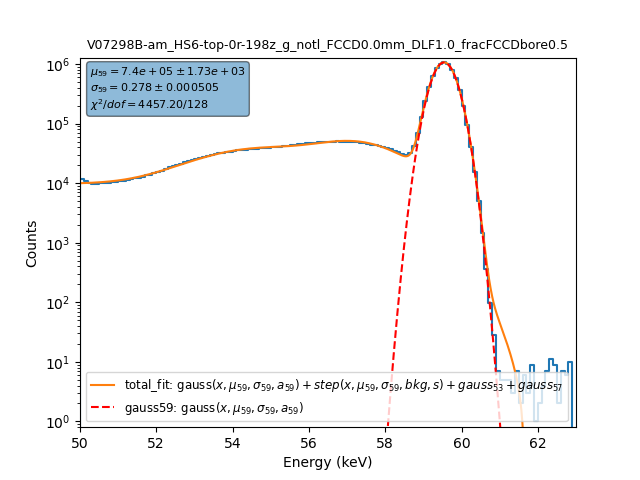 V07298B-am_HS6-top-0r-198z_g_notl_FCCD0.0mm_DLF1.0_fracFCCDbore0.5
μ59 = 7.4e + 05 ± 1.73e + 03
σ59 = 0.278 ± 0.000505
χ²/dof = 4457.20/128
10⁶
10⁵
10⁴
10³
10²
10¹
10⁰
Counts
total_fit: gauss(x, μ59, σ59, a59) + step(x, μ59, σ59, bkg, s) + gauss53 + gauss57
gauss59: gauss(x, μ59, σ59, a59)
50 52 54 56 58 60 62
Energy (keV)